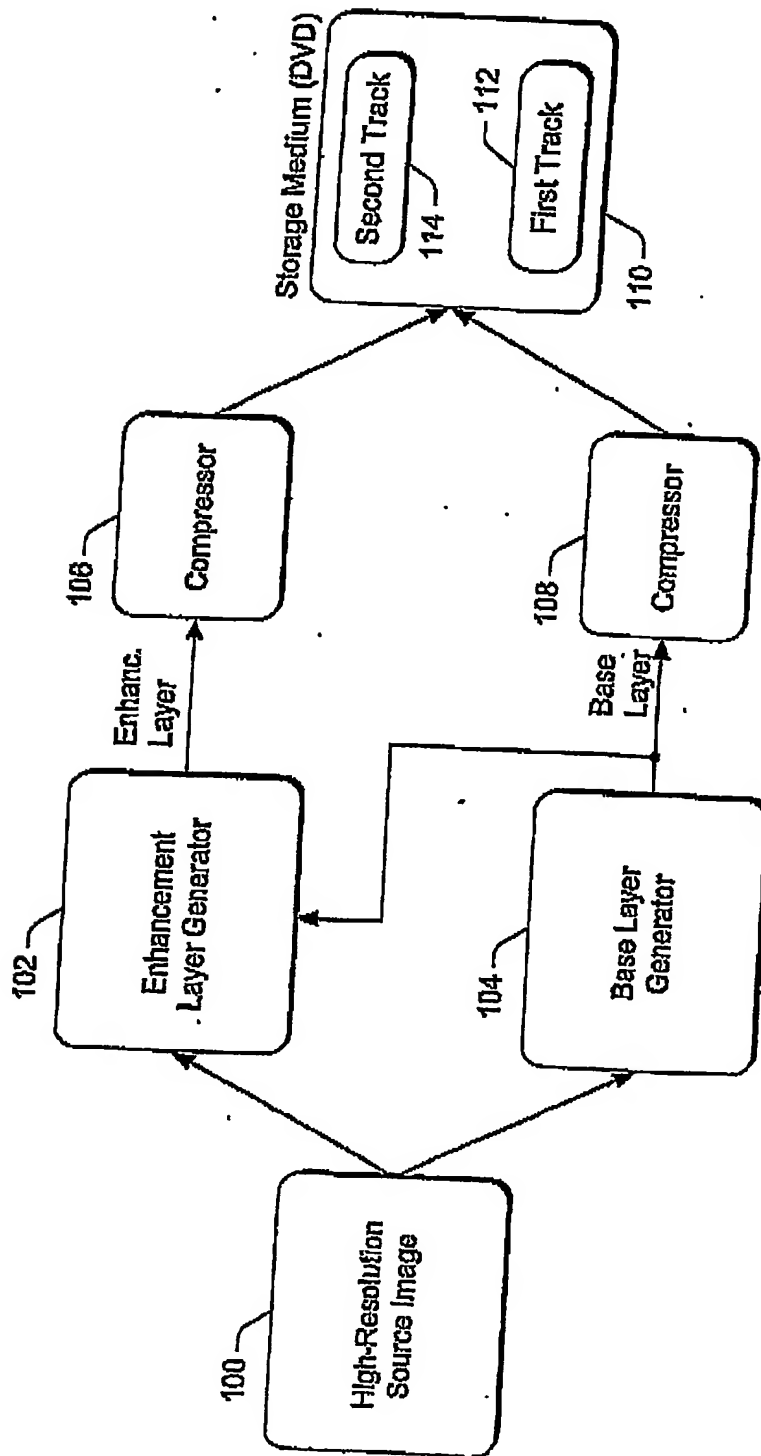 100
High-Resolution
Source Image
102
Enhancement
Layer Generator
104
Base Layer
Generator
Enhanc.
Layer
Base
Layer
106
Compressor
108
Compressor
Storage Medium (DVD)
Second Track
114
112
First Track
110